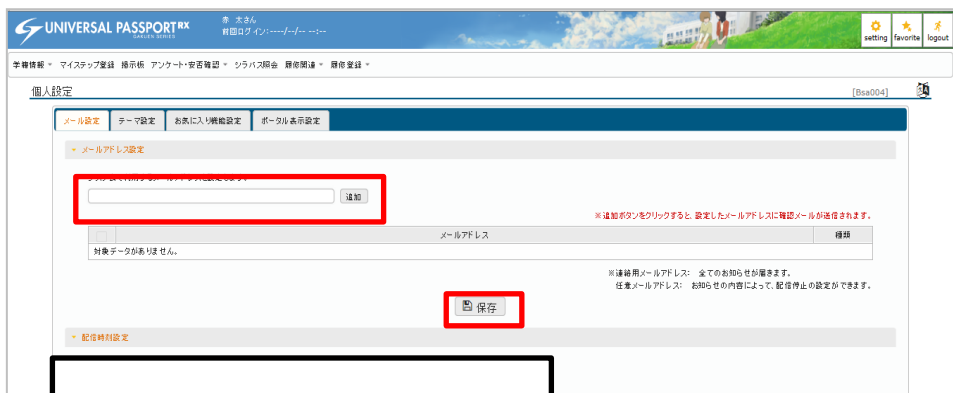 UNIVERSAL PASSPORT RX
GAKUEN SERIES
赤 太さん
前回ログイン:----/--/-- --:--
setting favorite logout
学籍情報 マイステップ登録 掲示板 アンケート・安否確認 シラバス照会 履修関連 履修登録
個人設定
[Bsa004]
メール設定 テーマ設定 お気に入り機能設定 ポータル表示設定
メールアドレス設定
追加
※追加ボタンをクリックすると、設定したメールアドレスに確認メールが送信されます。
メールアドレス 種類
対象データがありません。
※連絡用メールアドレス: 全てのお知らせが届きます。
任意メールアドレス: お知らせの内容によって、配信停止の設定ができます。
保存
配信時刻設定